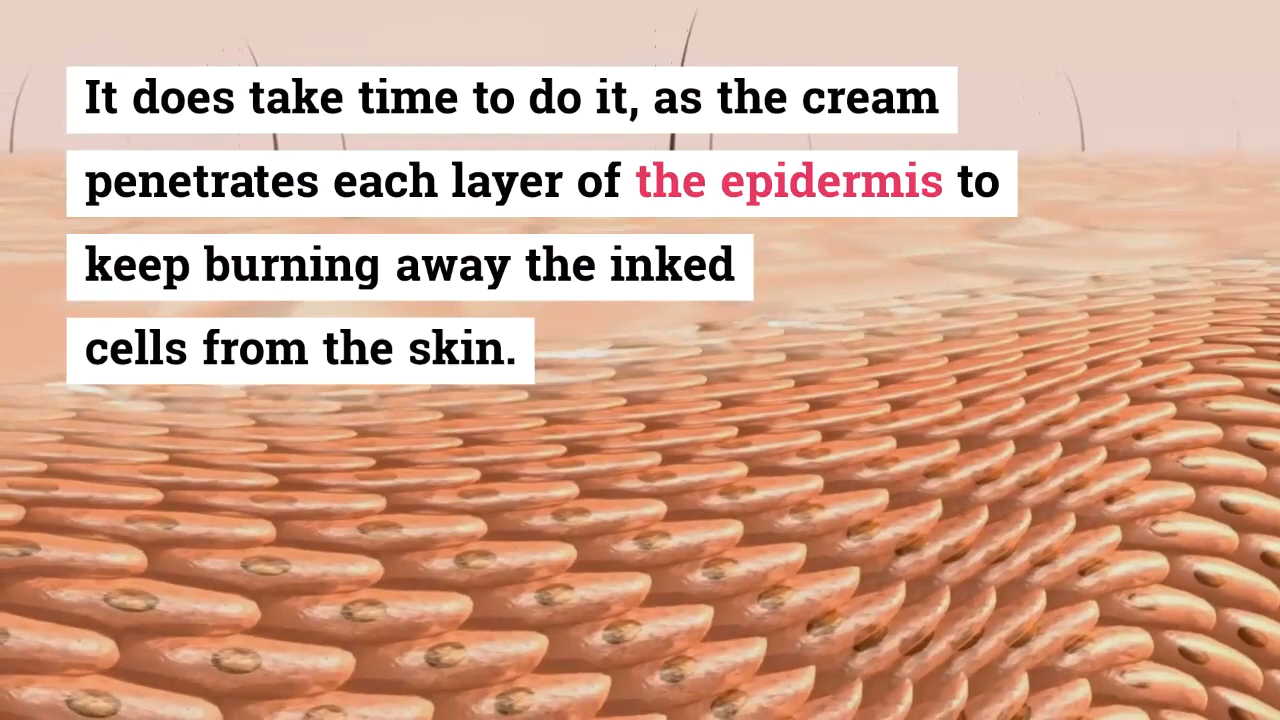 It does take time to do it, as the cream
penetrates each layer of the epidermis to
keep burning away the inked
cells from the skin.